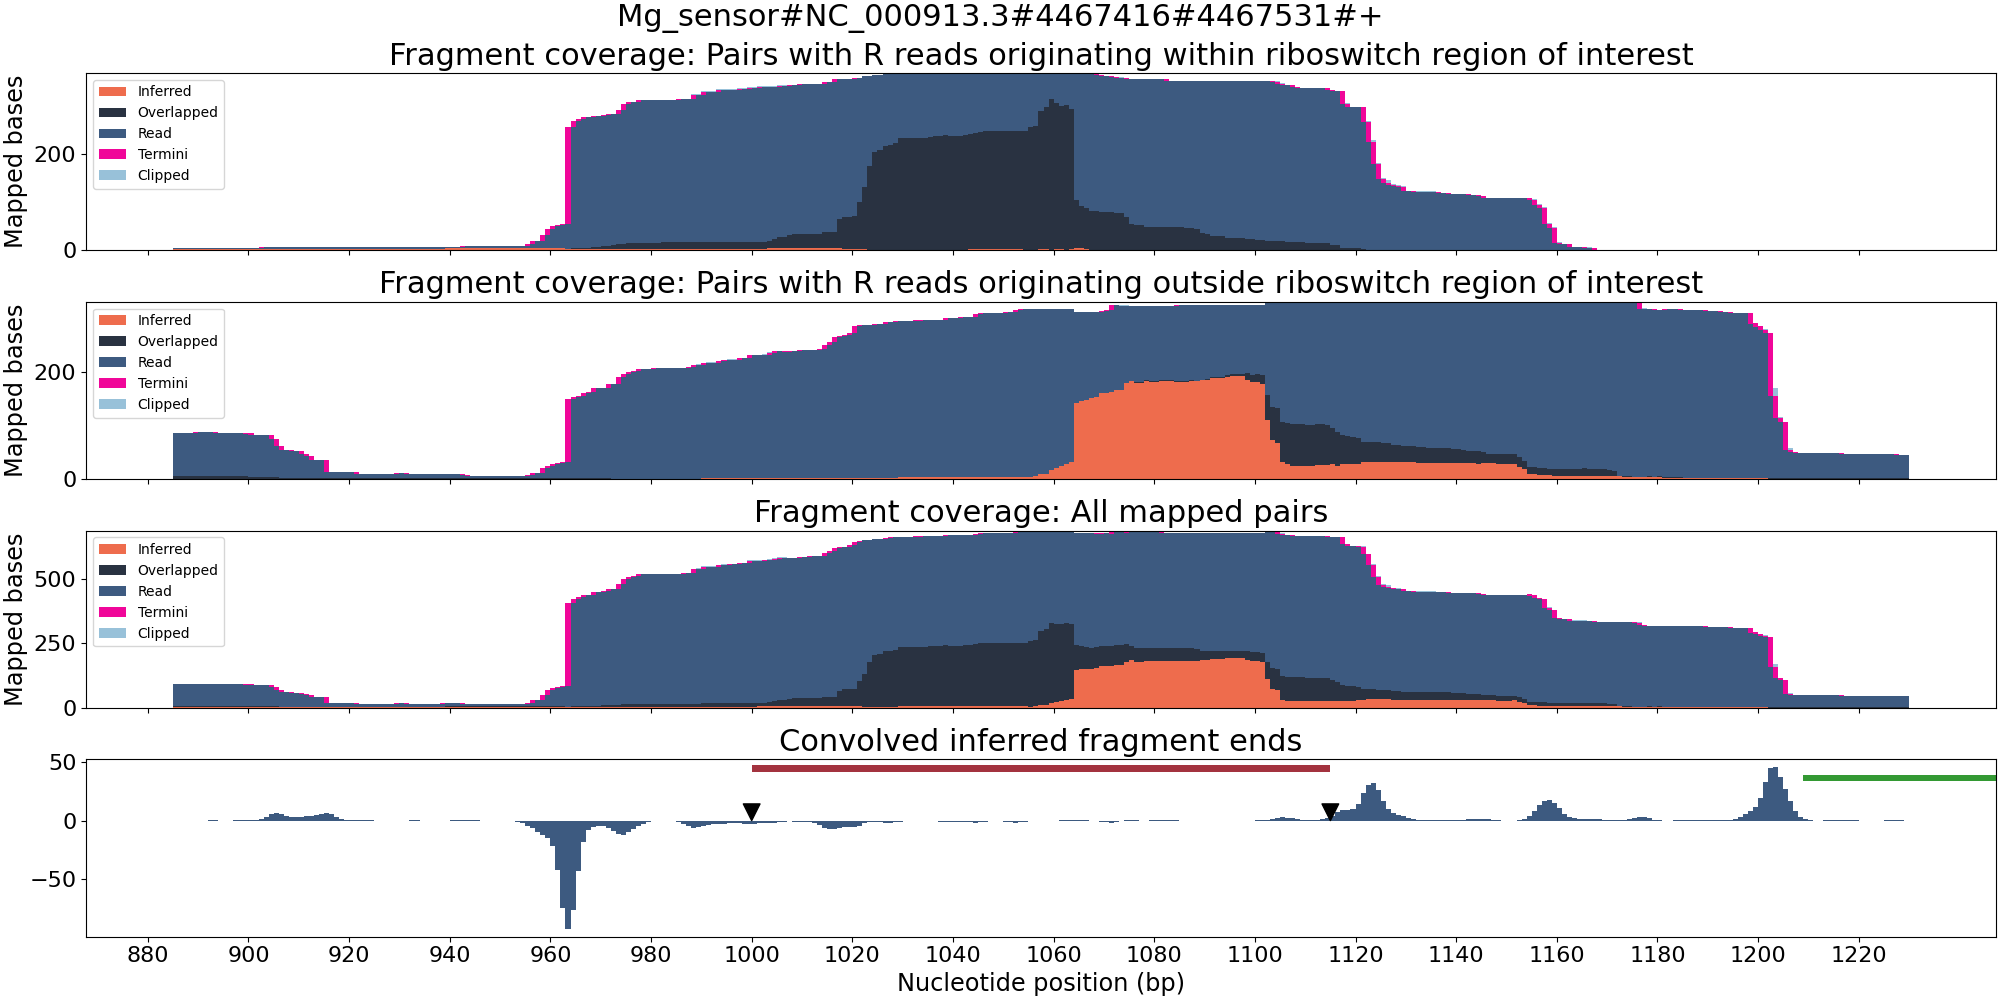 Mg_sensor#NC_000913.3#4467416#4467531#+
Fragment coverage: Pairs with R reads originating within riboswitch region of interest
Mapped bases
200
0
Inferred
Overlapped
Read
Termini
Clipped
Fragment coverage: Pairs with R reads originating outside riboswitch region of interest
Mapped bases
200
0
Inferred
Overlapped
Read
Termini
Clipped
Fragment coverage: All mapped pairs
Mapped bases
500
250
0
Inferred
Overlapped
Read
Termini
Clipped
Convolved inferred fragment ends
50
0
−50
880 900 920 940 960 980 1000 1020 1040 1060 1080 1100 1120 1140 1160 1180 1200 1220
Nucleotide position (bp)